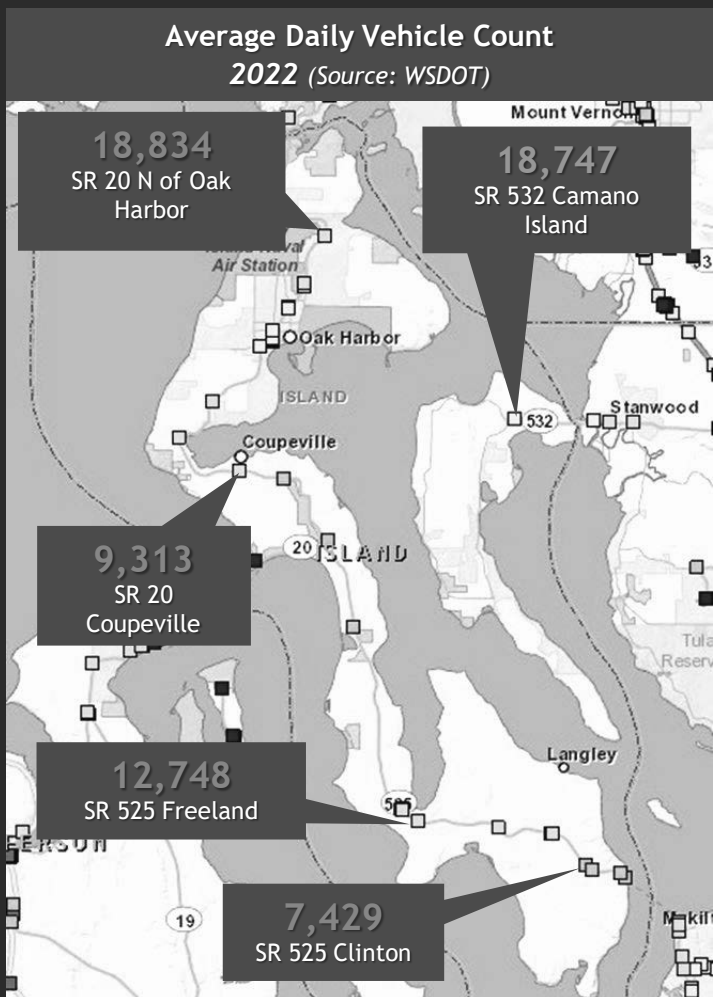 Average Daily Vehicle Count
2022 (Source: WSDOT)
Mount Vernon
18,834
SR 20 N of Oak
Harbor
18,747
SR 532 Camano
Island
Air Station
Oak Harbor
ISLAND
532
Stanwood
Coupeville
20
ISLAND
9,313
SR 20
Coupeville
Langley
12,748
SR 525 Freeland
19
7,429
SR 525 Clinton